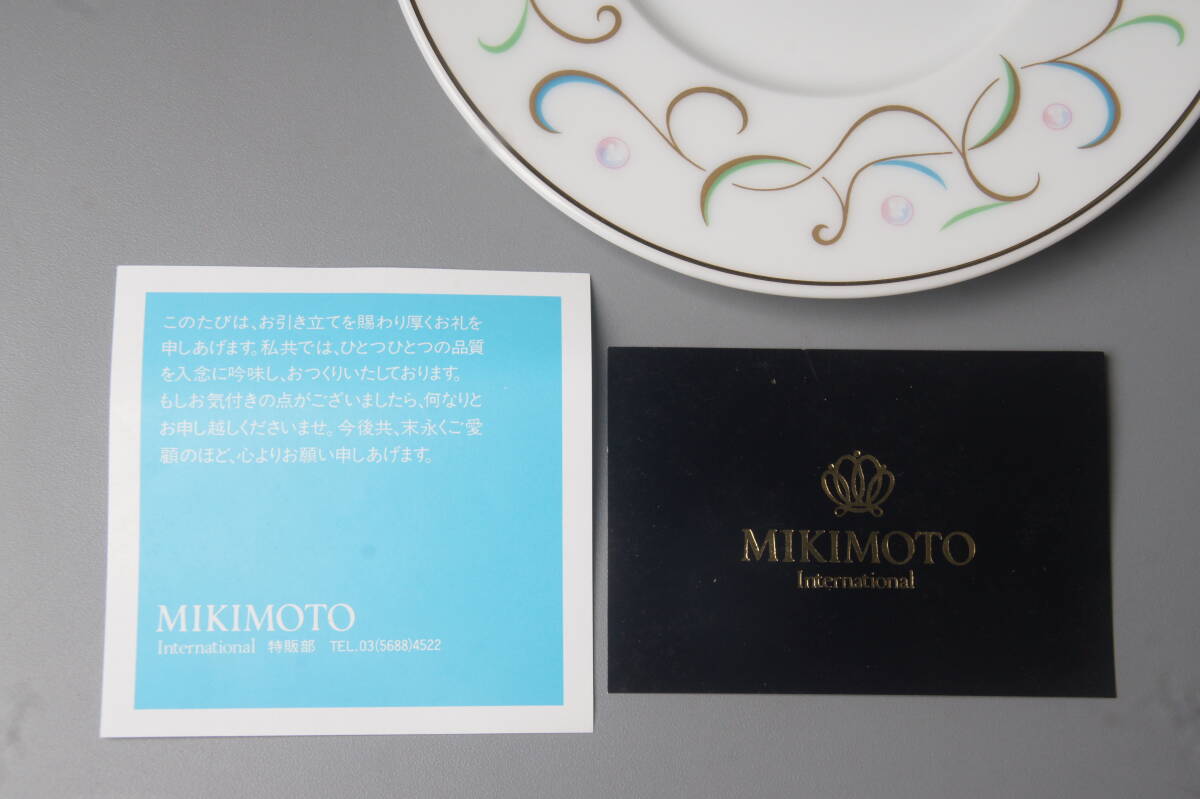 このたびは、お引き立てを賜わり厚くお礼を
申しあげます。私共では、ひとつひとつの品質
を入念に吟味し、おつくりいたしております。
もしお気付きの点がございましたら、何なりと
お申し越しくださいませ。今後共、末永くご愛
顧のほど、心よりお願い申しあげます。
MIKIMOTO
International 特販部 TEL.03(5688)4522
MIKIMOTO
International